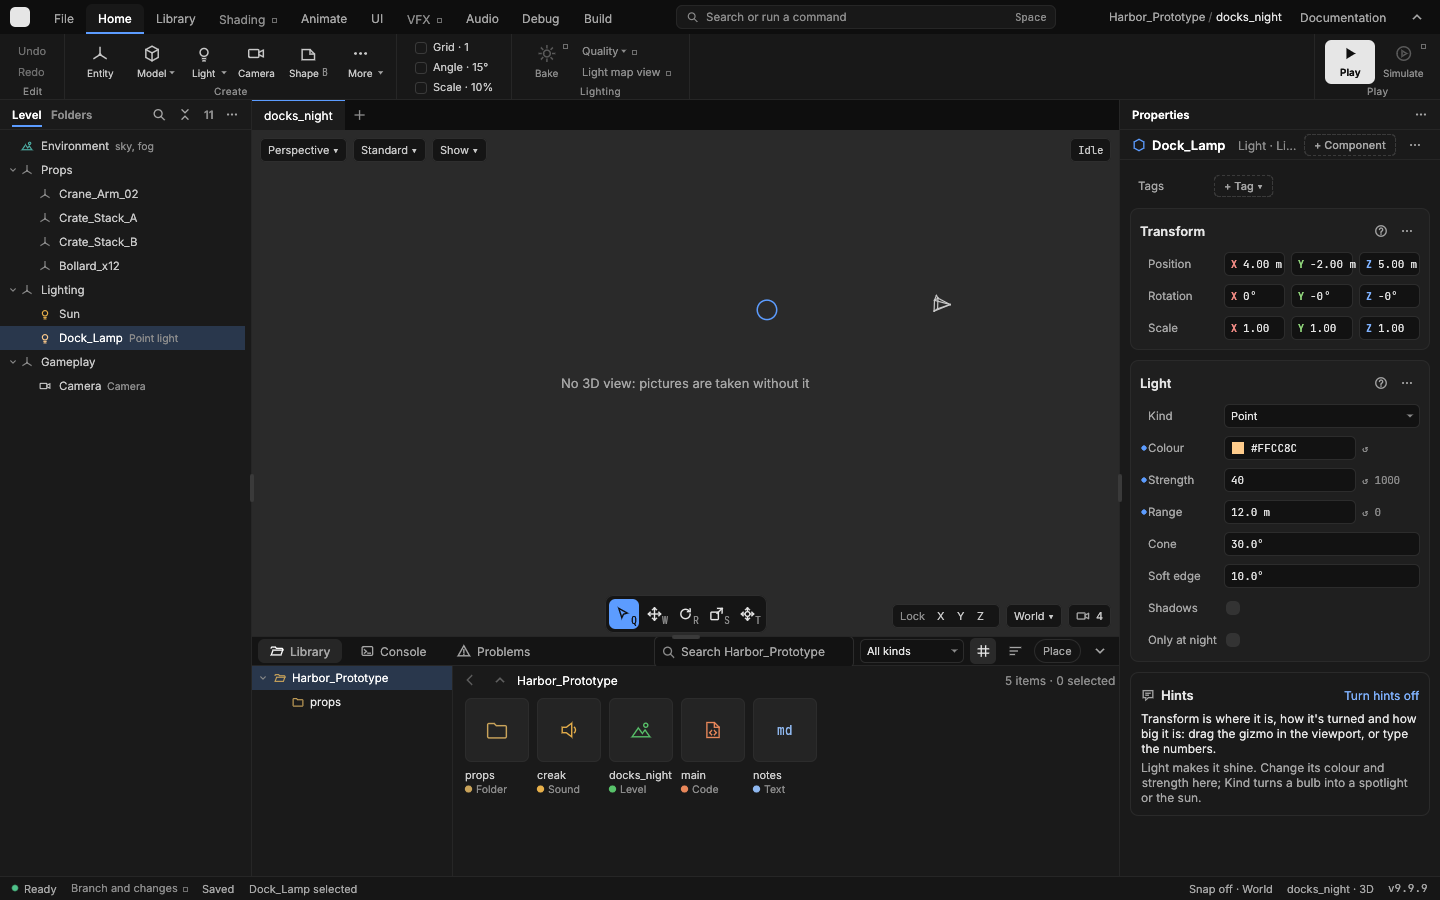 File Home Library Shading Animate UI VFX Audio Debug Build
Search or run a command Space
Harbor_Prototype / docks_night Documentation
Undo
Redo
Edit
Entity Model Light Camera Shape B More
Create
Grid · 1
Angle · 15°
Scale · 10%
Bake
Quality
Light map view
Lighting
Play Simulate
Play
Level Folders 11
Environment sky, fog
Props
Crane_Arm_02
Crate_Stack_A
Crate_Stack_B
Bollard_x12
Lighting
Sun
Dock_Lamp Point light
Gameplay
Camera Camera
docks_night
Perspective Standard Show Idle
No 3D view: pictures are taken without it
Q W R S T
Lock X Y Z World 4
Library Console Problems
Search Harbor_Prototype All kinds Place
Harbor_Prototype
props
Harbor_Prototype 5 items · 0 selected
md
props creak docks_night main notes
Folder Sound Level Code Text
Properties
Dock_Lamp Light · Li... + Component
Tags + Tag
Transform
Position X 4.00 m Y -2.00 m Z 5.00 m
Rotation X 0° Y -0° Z -0°
Scale X 1.00 Y 1.00 Z 1.00
Light
Kind Point
Colour #FFCC8C
Strength 40 1000
Range 12.0 m 0
Cone 30.0°
Soft edge 10.0°
Shadows
Only at night
Hints Turn hints off
Transform is where it is, how it's turned and how
big it is: drag the gizmo in the viewport, or type
the numbers.
Light makes it shine. Change its colour and
strength here; Kind turns a bulb into a spotlight
or the sun.
Ready Branch and changes Saved Dock_Lamp selected
Snap off · World docks_night · 3D v9.9.9